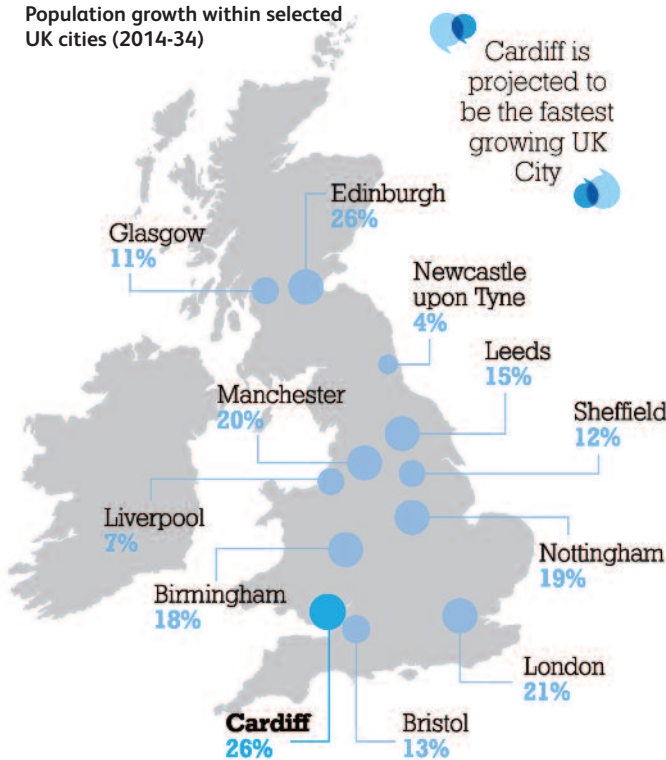 Population growth within selected
UK cities (2014-34)
Cardiff is
projected to
be the fastest
growing UK
City
Edinburgh
26%
Glasgow
11%
Newcastle
upon Tyne
4%
Leeds
15%
Manchester
20%
Sheffield
12%
Liverpool
7%
Nottingham
19%
Birmingham
18%
London
21%
Cardiff
26%
Bristol
13%